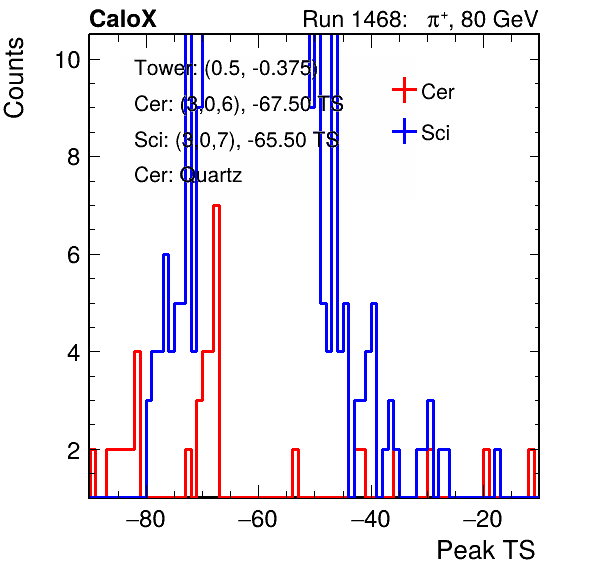 CaloX Run 1468: π⁺, 80 GeV
Counts
Tower: (0.5, -0.375)
Cer: (3,0,6), -67.50 TS
Sci: (3,0,7), -65.50 TS
Cer: Quartz
Cer
Sci
10
8
6
4
2
−80 −60 −40 −20
Peak TS